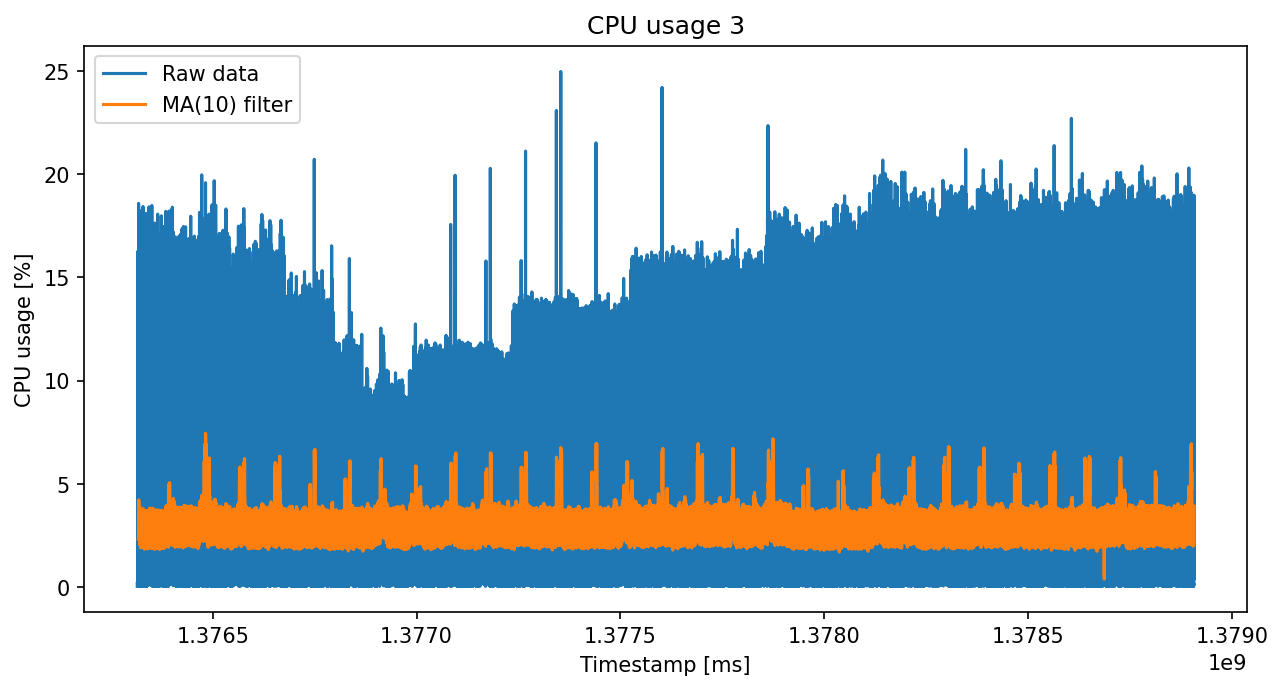 CPU usage 3
Raw data
MA(10) filter
CPU usage [%]
25
20
15
10
5
0
1.3765 1.3770 1.3775 1.3780 1.3785 1.3790
1e9
Timestamp [ms]